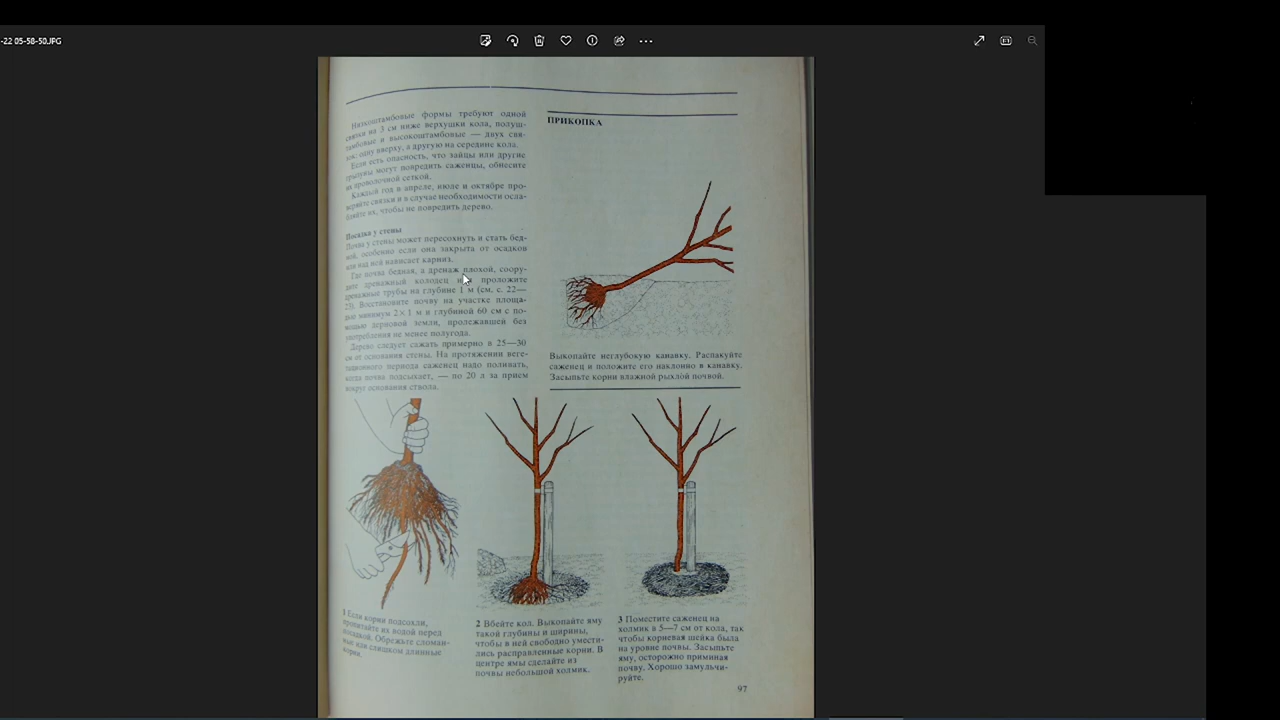 -22 05-58-50.JPG
Низкоштамбовые формы требуют одной
связки на 3 см ниже верхушки кола, полуш-
тамбовые и высокоштамбовые — двух свя-
зок: одну вверху, а другую на середине кола.
Если есть опасность, что зайцы или другие
грызуны могут повредить саженцы, обнесите
их проволочной сеткой.
Каждый год в апреле, июле и октябре про-
веряйте связки и в случае необходимости осла-
бляйте их, чтобы не повредить дерево.
Посадка у стены
Почва у стены может пересохнуть и стать бед-
ной, особенно если она закрыта от осадков
или над ней нависает карниз.
Где почва бедная, а дренаж плохой, соору-
дите дренажный колодец проложите
дренажные трубы на глубине 1 м (см. с. 22—
23). Восстановите почву на участке площа-
дью минимум 2×1 м и глубиной 60 см с по-
мощью дерновой земли, пролежавшей без
употребления не менее полугода.
Дерево следует сажать примерно в 25—30
см от основания стены. На протяжении веге-
тационного периода саженец надо поливать,
когда почва подсыхает, — по 20 л за прием
вокруг основания ствола.
ПРИКОПКА
Выкопайте неглубокую канавку. Распакуйте
саженец и положите его наклонно в канавку.
Засыпьте корни влажной рыхлой почвой.
1 Если корни подсохли,
пропитайте их водой перед
посадкой. Обрежьте сломан-
ные или слишком длинные
корни.
2 Вбейте кол. Выкопайте яму
такой глубины и ширины,
чтобы в ней свободно умести-
лись расправленные корни. В
центре ямы сделайте из
почвы небольшой холмик.
3 Поместите саженец на
холмик в 5—7 см от кола, так
чтобы корневая шейка была
на уровне почвы. Засыпьте
яму, осторожно приминая
почву. Хорошо замульчи-
руйте.
97